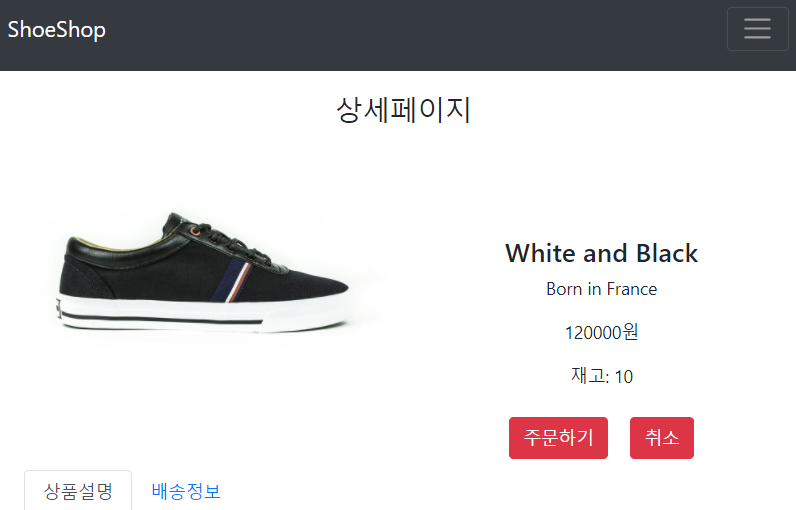 ShoeShop
상세페이지
White and Black
Born in France
120000원
재고: 10
주문하기 취소
상품설명 배송정보